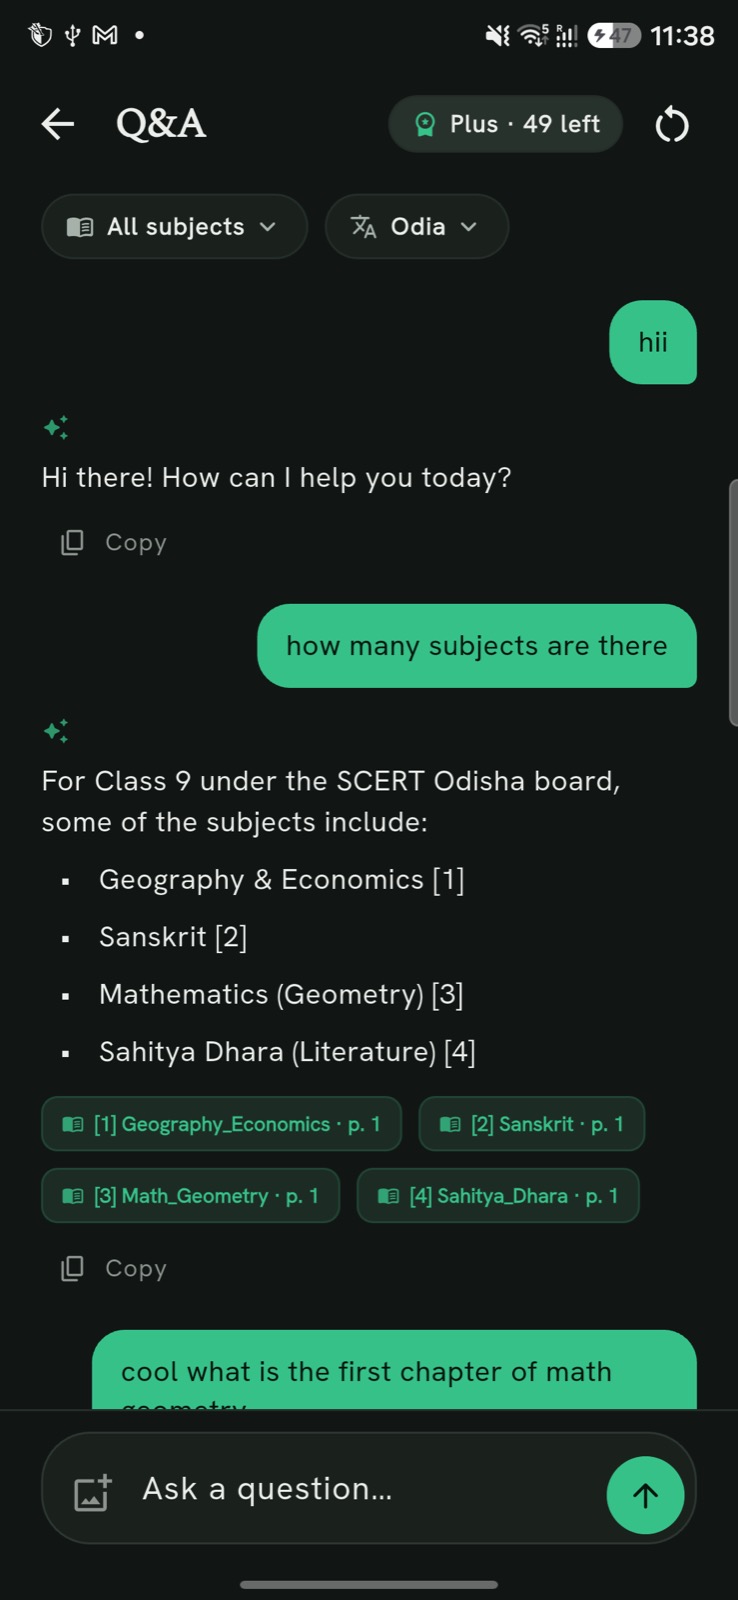 47 11:38
Q&A
Plus · 49 left
All subjects
Odia
hii
Hi there! How can I help you today?
Copy
how many subjects are there
For Class 9 under the SCERT Odisha board,
some of the subjects include:
▪ Geography & Economics [1]
▪ Sanskrit [2]
▪ Mathematics (Geometry) [3]
▪ Sahitya Dhara (Literature) [4]
[1] Geography_Economics · p. 1
[2] Sanskrit · p. 1
[3] Math_Geometry · p. 1
[4] Sahitya_Dhara · p. 1
Copy
cool what is the first chapter of math
geometry
Ask a question...